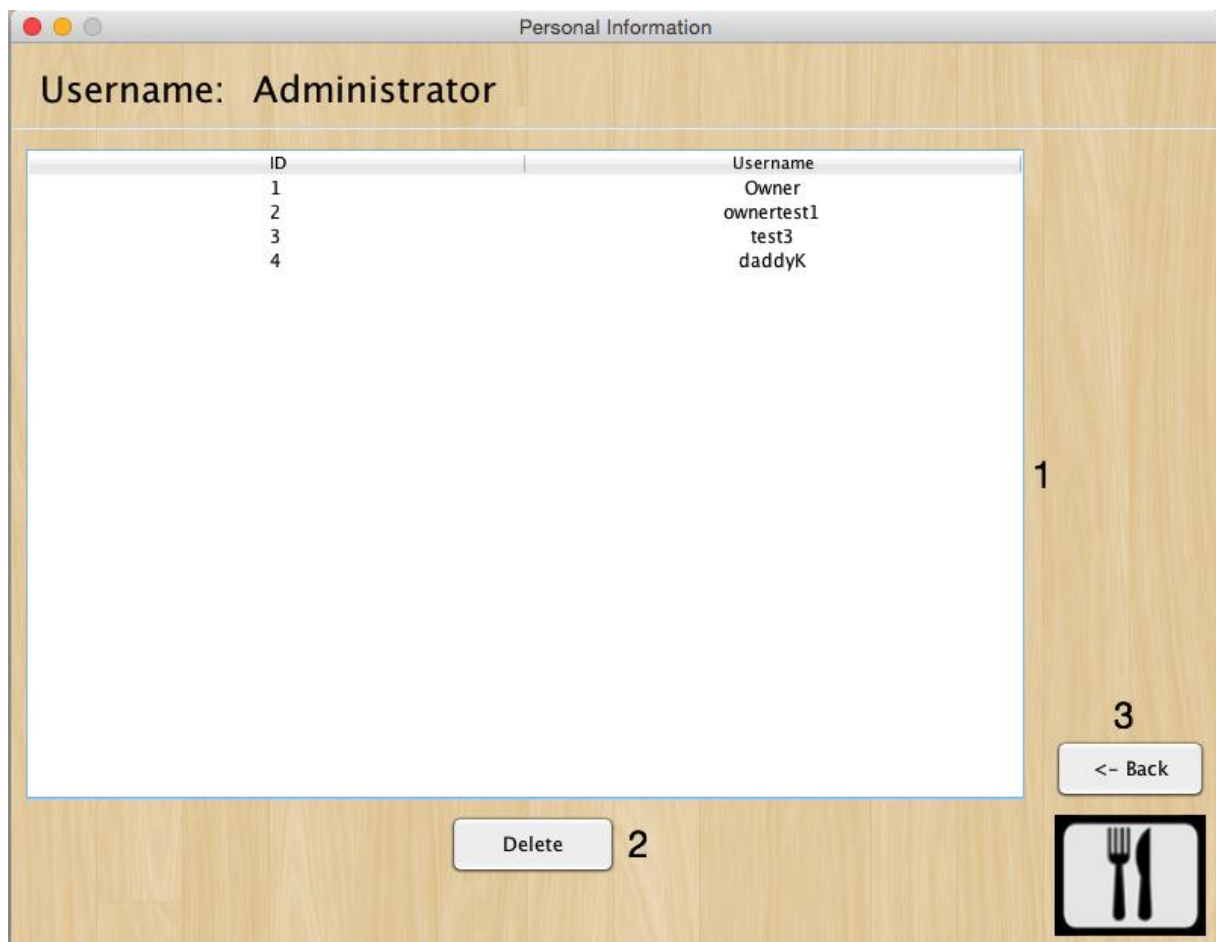 Personal Information
Username: Administrator
ID Username
1 Owner
2 ownertest1
3 test3
4 daddyK
1
3
<- Back
Delete 2